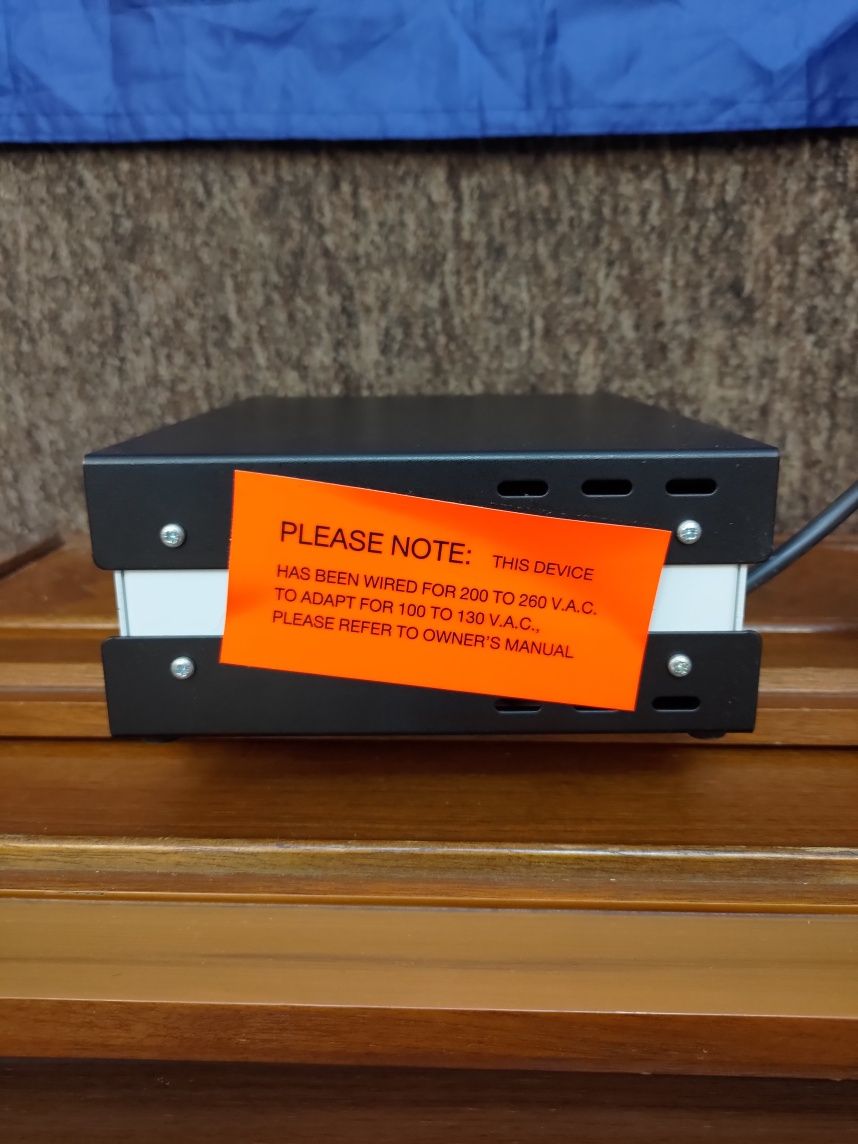 PLEASE NOTE: THIS DEVICE
HAS BEEN WIRED FOR 200 TO 260 V.A.C.
TO ADAPT FOR 100 TO 130 V.A.C.,
PLEASE REFER TO OWNER'S MANUAL